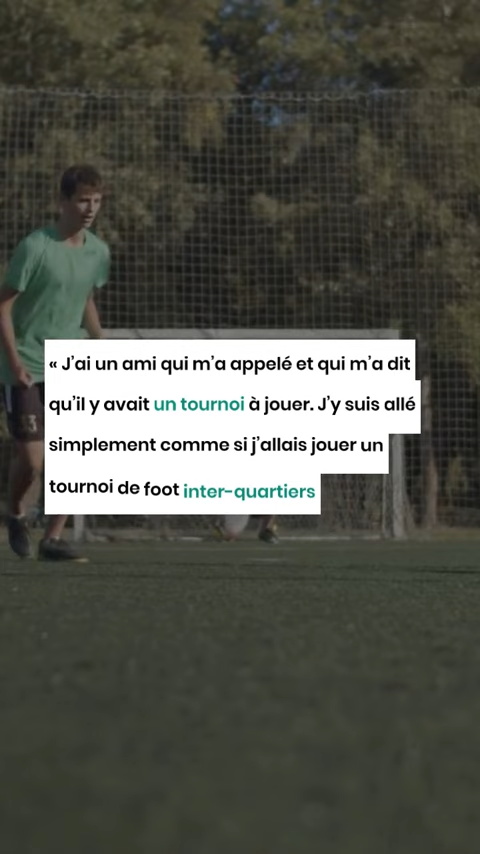 « J’ai un ami qui m’a appelé et qui m’a dit
qu’il y avait un tournoi à jouer. J’y suis allé
simplement comme si j’allais jouer un
tournoi de foot inter-quartiers
3